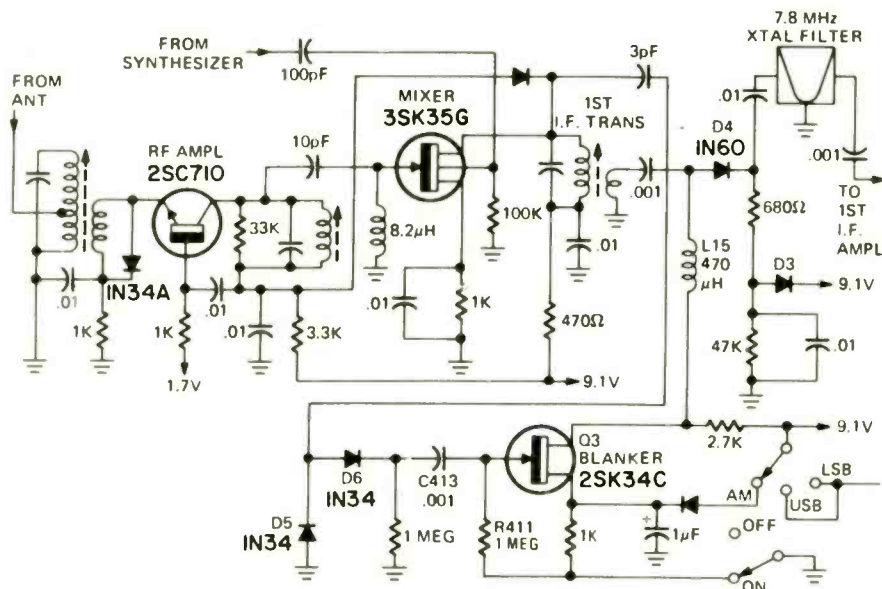 FROM
SYNTHESIZER
100pF
FROM
ANT
RF AMPL
2SC710
10pF
MIXER
3SK35G
1ST
I.F. TRANS
3pF
7.8 MHz
XTAL FILTER
.01
D4
IN60
.001
.001
TO
1ST
I.F.
AMPL
33K
8.2μH
100K
.01
680Ω
L15
470
μH
D3
9.1V
.01
IN34A
1K
.01
1K
1.7V
.01
3.3K
.01
1K
470Ω
9.1V
47K
.01
Q3
BLANKER
2SK34C
2.7K
9.1V
D6
IN34
C413
.001
D5
IN34
1 MEG
R411
1 MEG
1K
1μF
+
AM
LSB
USB
OFF
ON